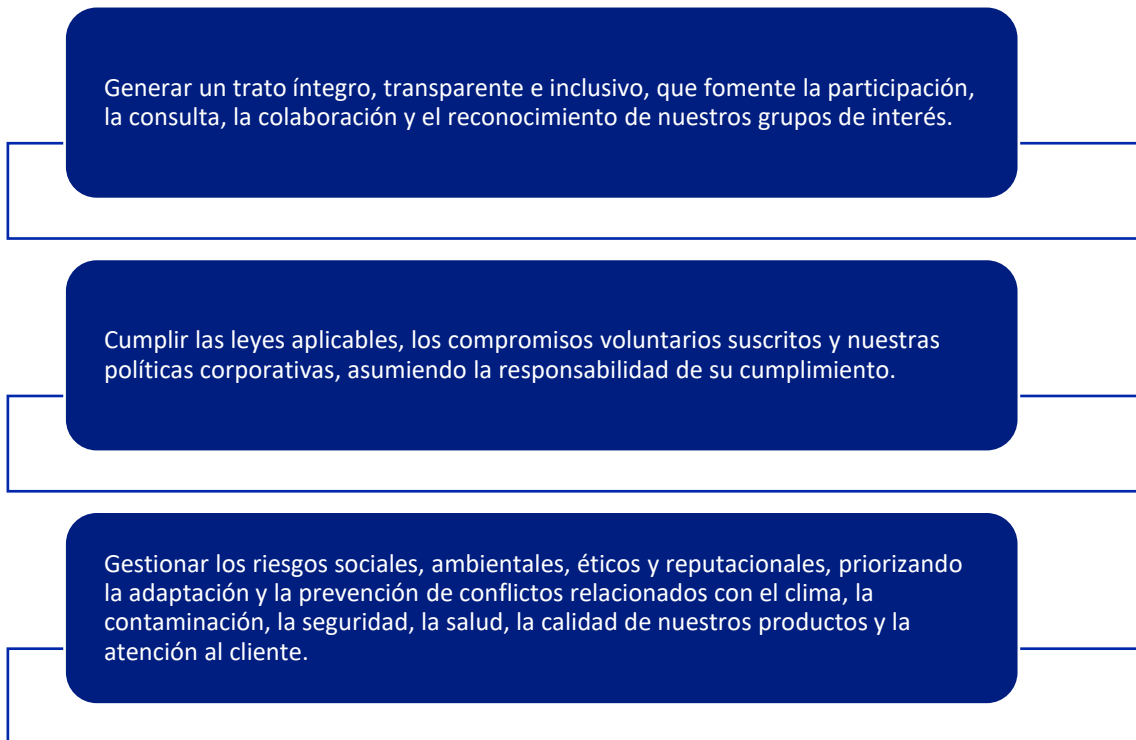 Generar un trato íntegro, transparente e inclusivo, que fomente la participación,
la consulta, la colaboración y el reconocimiento de nuestros grupos de interés.
Cumplir las leyes aplicables, los compromisos voluntarios suscritos y nuestras
políticas corporativas, asumiendo la responsabilidad de su cumplimiento.
Gestionar los riesgos sociales, ambientales, éticos y reputacionales, priorizando
la adaptación y la prevención de conflictos relacionados con el clima, la
contaminación, la seguridad, la salud, la calidad de nuestros productos y la
atención al cliente.